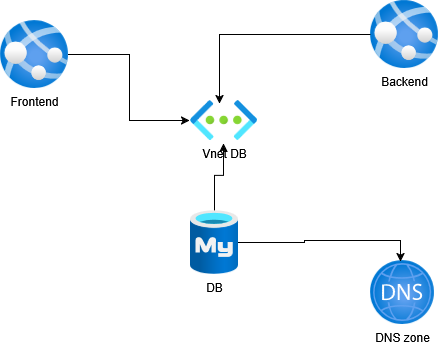 Frontend
Backend
Vnet DB
My
DB
DNS
DNS zone